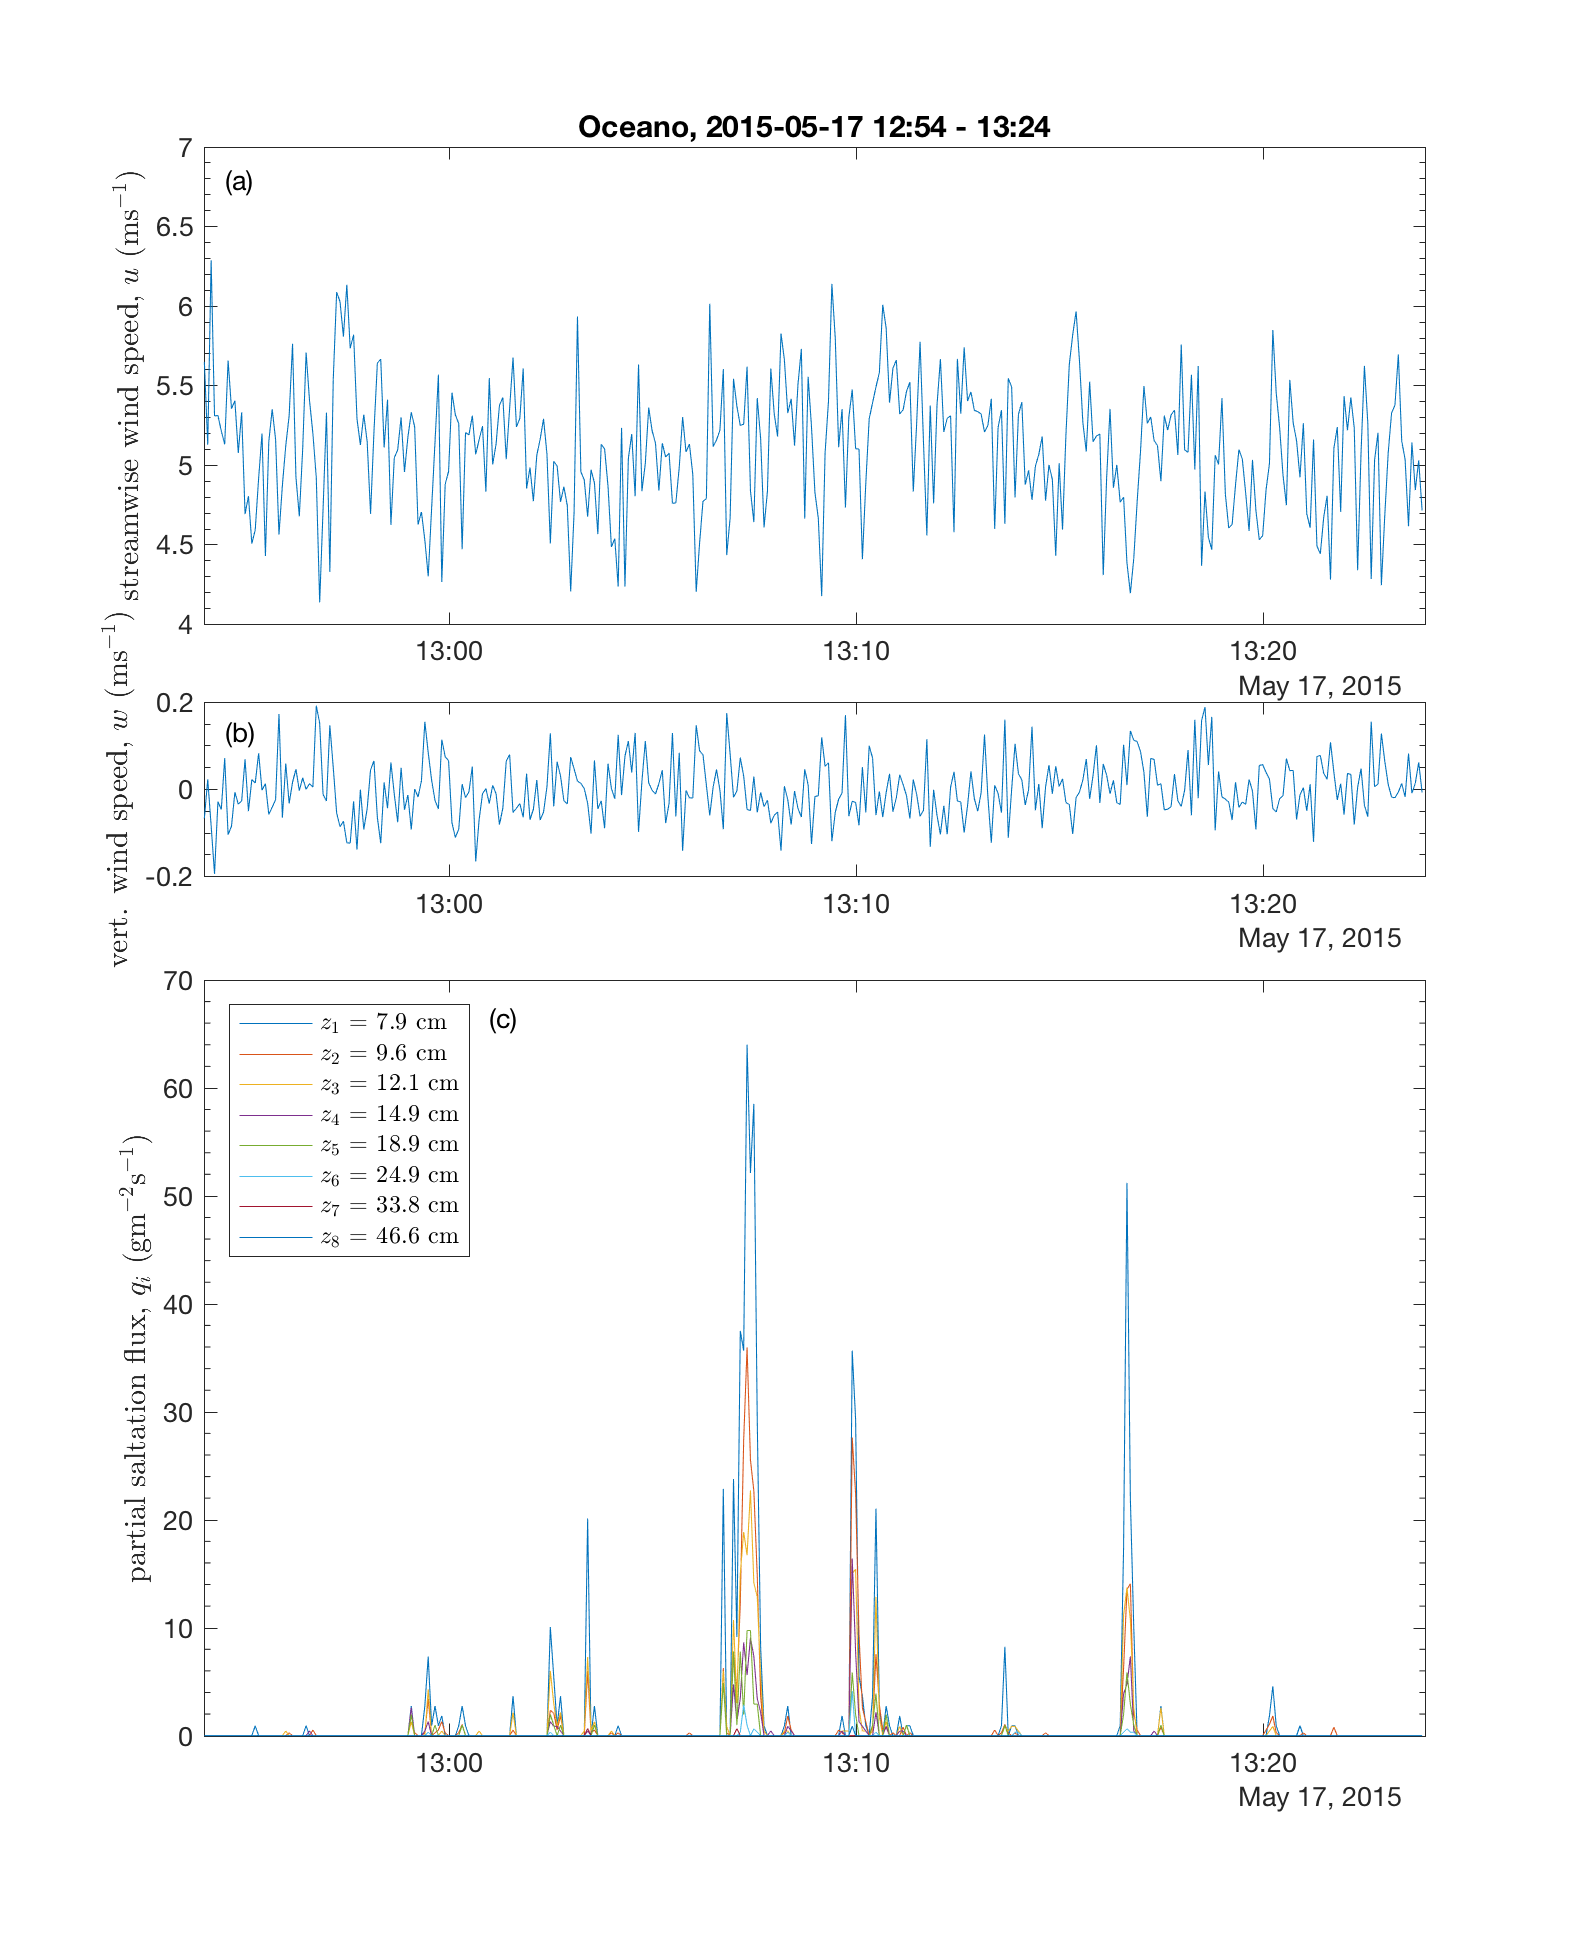 Oceano, 2015-05-17 12:54 - 13:24
(a)
streamwise wind speed, u (ms⁻¹)
7
6.5
6
5.5
5
4.5
4
13:00 13:10 13:20
May 17, 2015
(b)
vert. wind speed, w (ms⁻¹)
0.2
0
-0.2
13:00 13:10 13:20
May 17, 2015
(c)
partial saltation flux, qᵢ (gm⁻²s⁻¹)
70
60
50
40
30
20
10
0
z₁ = 7.9 cm
z₂ = 9.6 cm
z₃ = 12.1 cm
z₄ = 14.9 cm
z₅ = 18.9 cm
z₆ = 24.9 cm
z₇ = 33.8 cm
z₈ = 46.6 cm
13:00 13:10 13:20
May 17, 2015